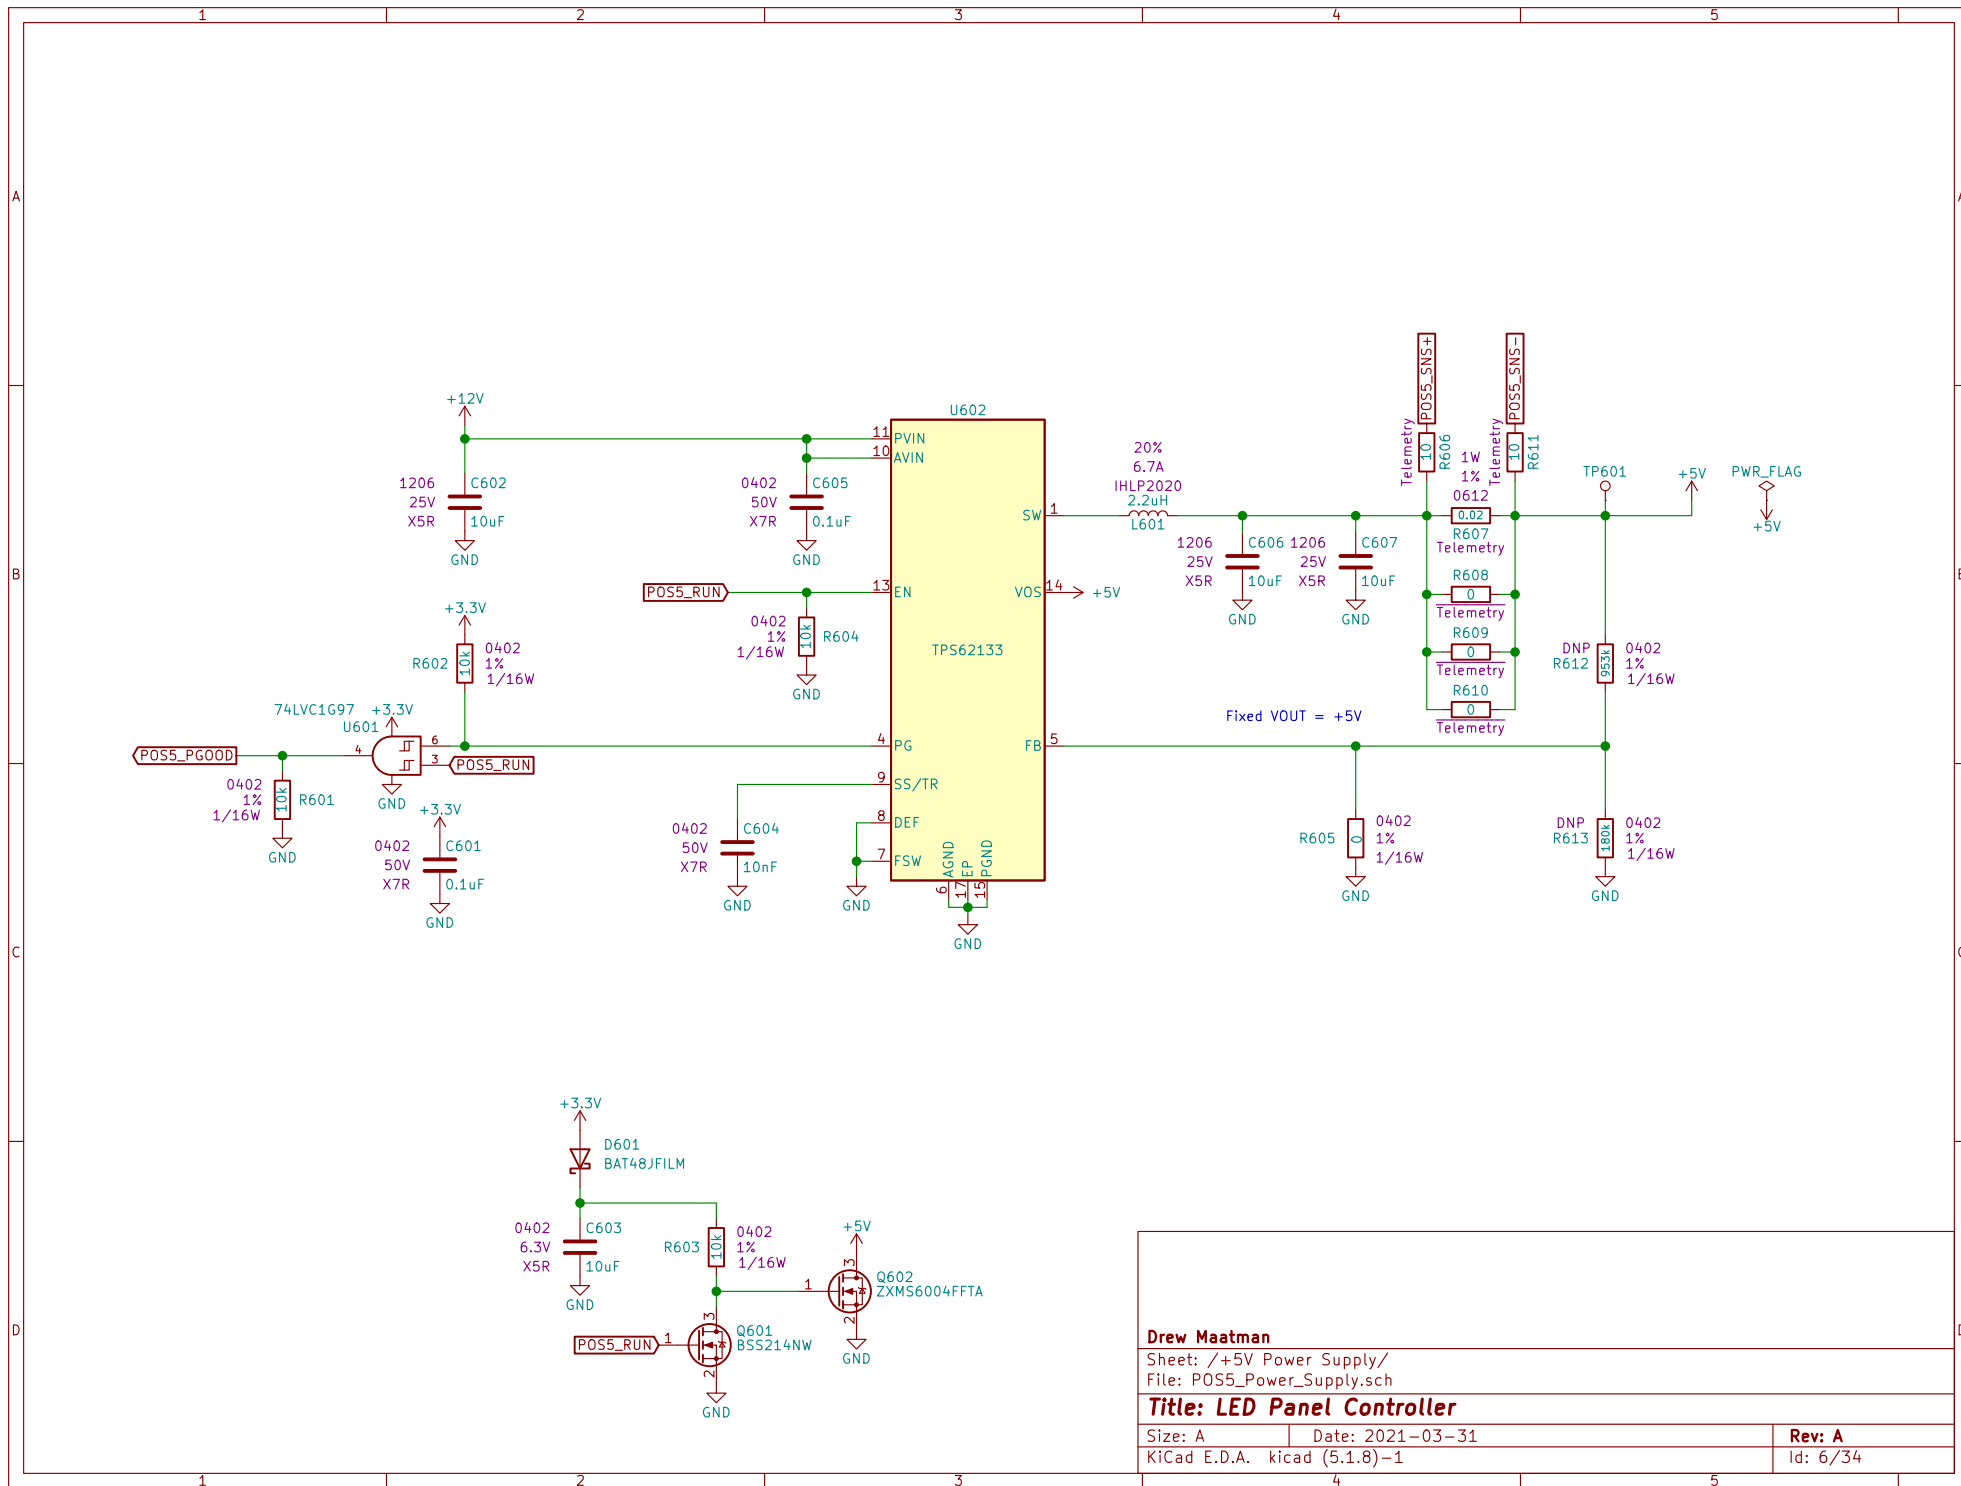 1 2 3 4 5
A
A
B
B
C
C
D
D
POS5_SNS+
POS5_SNS-
Telemetry
10
R606
Telemetry
10
R611
+12V
1206
25V
X5R
C602
10uF
GND
0402
50V
X7R
C605
0.1uF
GND
U602
TPS62133
11 PVIN
10 AVIN
13 EN
4 PG
9 SS/TR
8 DEF
7 FSW
SW 1
VOS 14
FB 5
AGND
EP
PGND
6
17
15
GND
+5V
20%
6.7A
IHLP2020
2.2uH
L601
1206
25V
X5R
C606
10uF
GND
1206
25V
X5R
C607
10uF
GND
1W
1%
0612
0.02
R607
Telemetry
R608
0
Telemetry
R609
0
Telemetry
R610
0
Telemetry
TP601
+5V
PWR_FLAG
+5V
POS5_RUN
0402
1%
1/16W
10k
R604
GND
+3.3V
R602
10k
0402
1%
1/16W
74LVC1G97
+3.3V
U601
4
6
3
GND
POS5_PGOOD
POS5_RUN
0402
1%
1/16W
10k
R601
GND
+3.3V
0402
50V
X7R
C601
0.1uF
GND
0402
50V
X7R
C604
10nF
GND
GND
Fixed VOUT = +5V
DNP
R612
953k
0402
1%
1/16W
R605
0
0402
1%
1/16W
GND
DNP
R613
180k
0402
1%
1/16W
GND
+3.3V
D601
BAT48JFILM
0402
6.3V
X5R
C603
10uF
GND
R603
10k
0402
1%
1/16W
+5V
1
3
2
Q602
ZXMS6004FFTA
GND
POS5_RUN
1
3
2
Q601
BSS214NW
GND
Drew Maatman
Sheet: /+5V Power Supply/
File: POS5_Power_Supply.sch
Title: LED Panel Controller
Size: A Date: 2021-03-31 Rev: A
KiCad E.D.A. kicad (5.1.8)-1 Id: 6/34
1 2 3 4 5